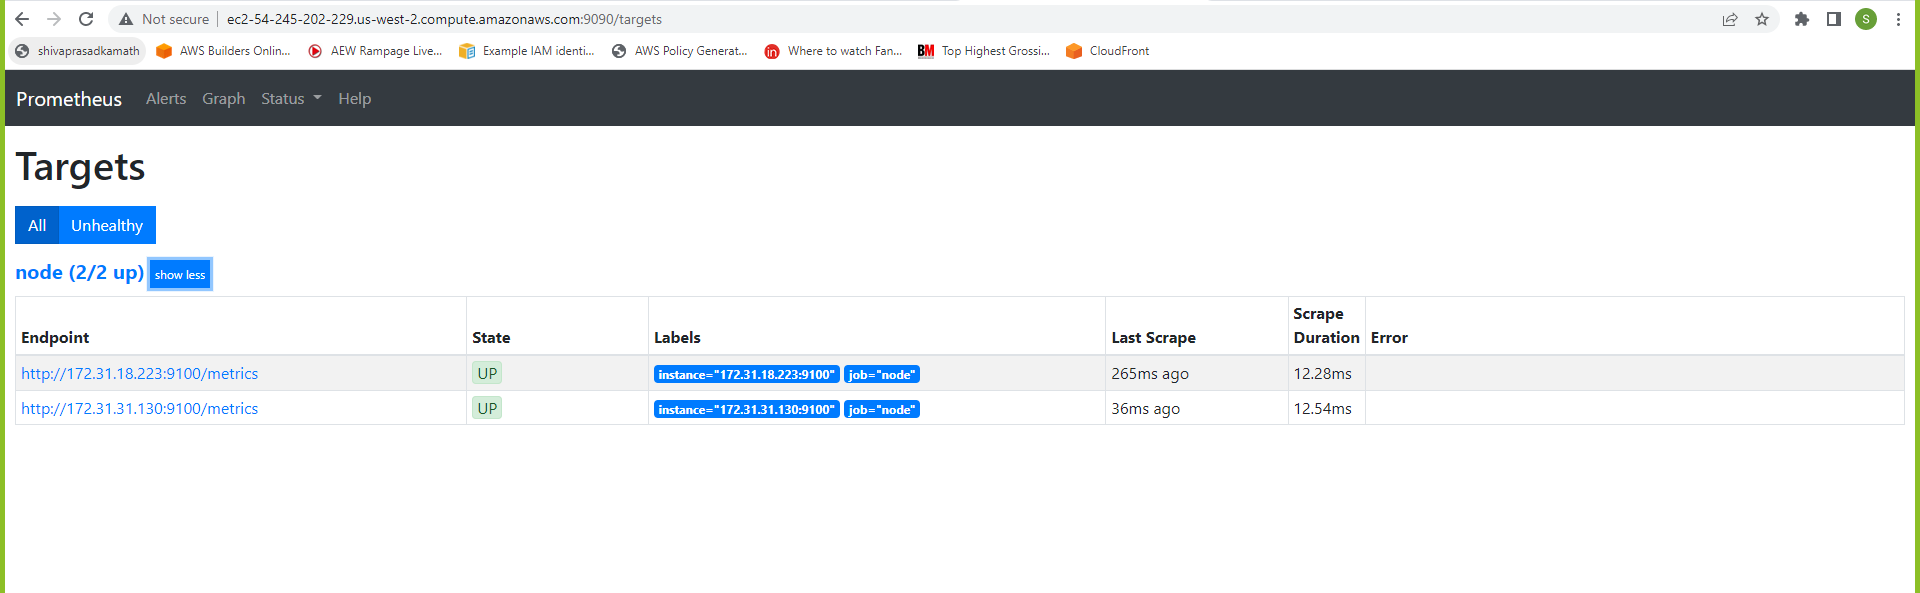 Not secure ec2-54-245-202-229.us-west-2.compute.amazonaws.com:9090/targets S
shivaprasadkamath AWS Builders Onlin... AEW Rampage Live... Example IAM identi... AWS Policy Generat... in Where to watch Fan... BM Top Highest Grossi... CloudFront
Prometheus Alerts Graph Status Help
Targets
All Unhealthy
node (2/2 up) show less
Endpoint State Labels Last Scrape Scrape Duration Error
http://172.31.18.223:9100/metrics UP instance="172.31.18.223:9100" job="node" 265ms ago 12.28ms
http://172.31.31.130:9100/metrics UP instance="172.31.31.130:9100" job="node" 36ms ago 12.54ms